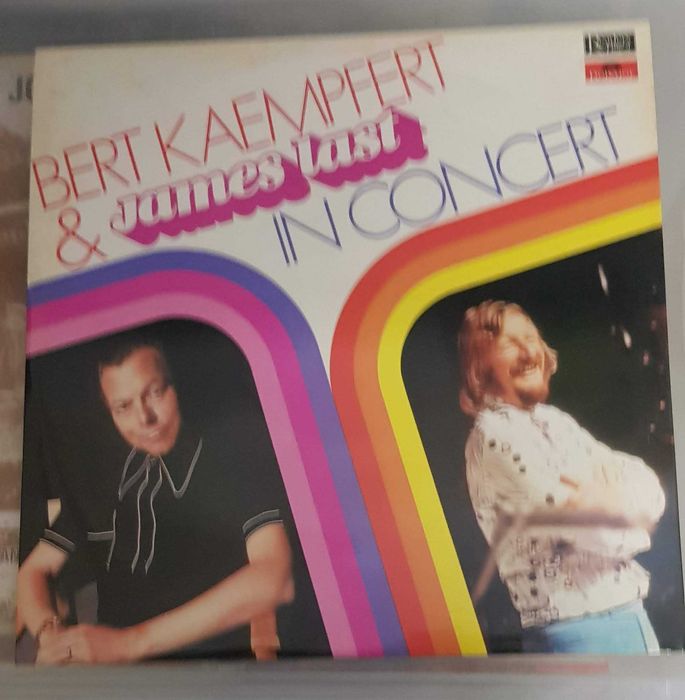 BERT KAEMPFERT
& James Last
IN CONCERT